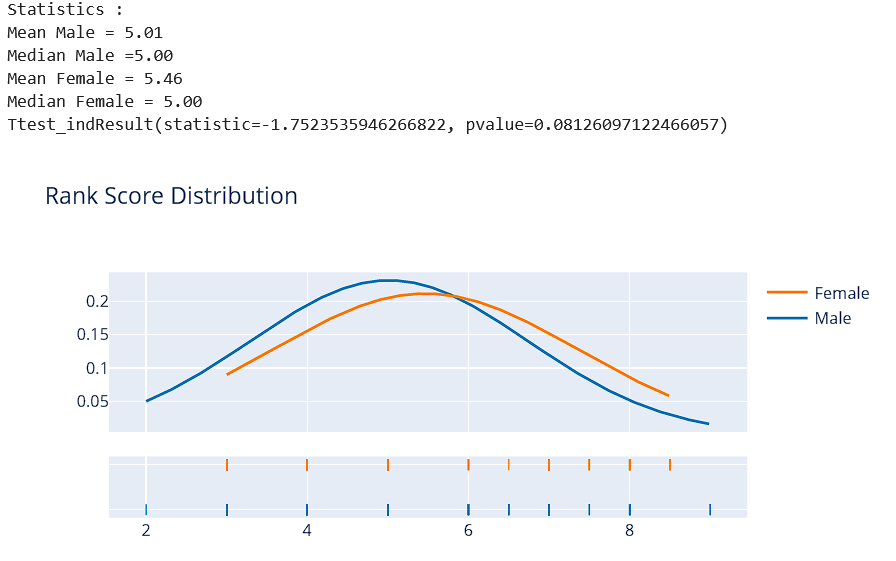 Statistics :
Mean Male = 5.01
Median Male =5.00
Mean Female = 5.46
Median Female = 5.00
Ttest_indResult(statistic=-1.7523535946266822, pvalue=0.08126097122466057)
Rank Score Distribution
Female
Male
0.2
0.15
0.1
0.05
2 4 6 8